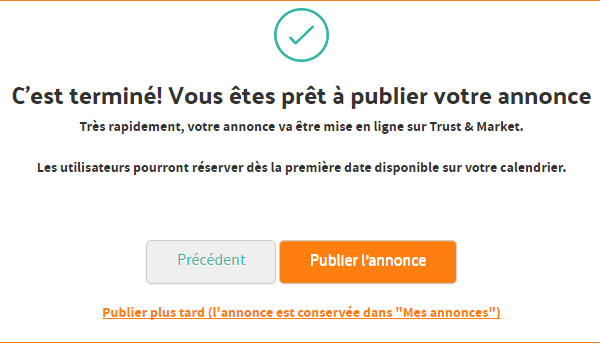 C'est terminé! Vous êtes prêt à publier votre annonce
Très rapidement, votre annonce va être mise en ligne sur Trust & Market.
Les utilisateurs pourront réserver dès la première date disponible sur votre calendrier.
Précédent
Publier l'annonce
Publier plus tard (l'annonce est conservée dans "Mes annonces")